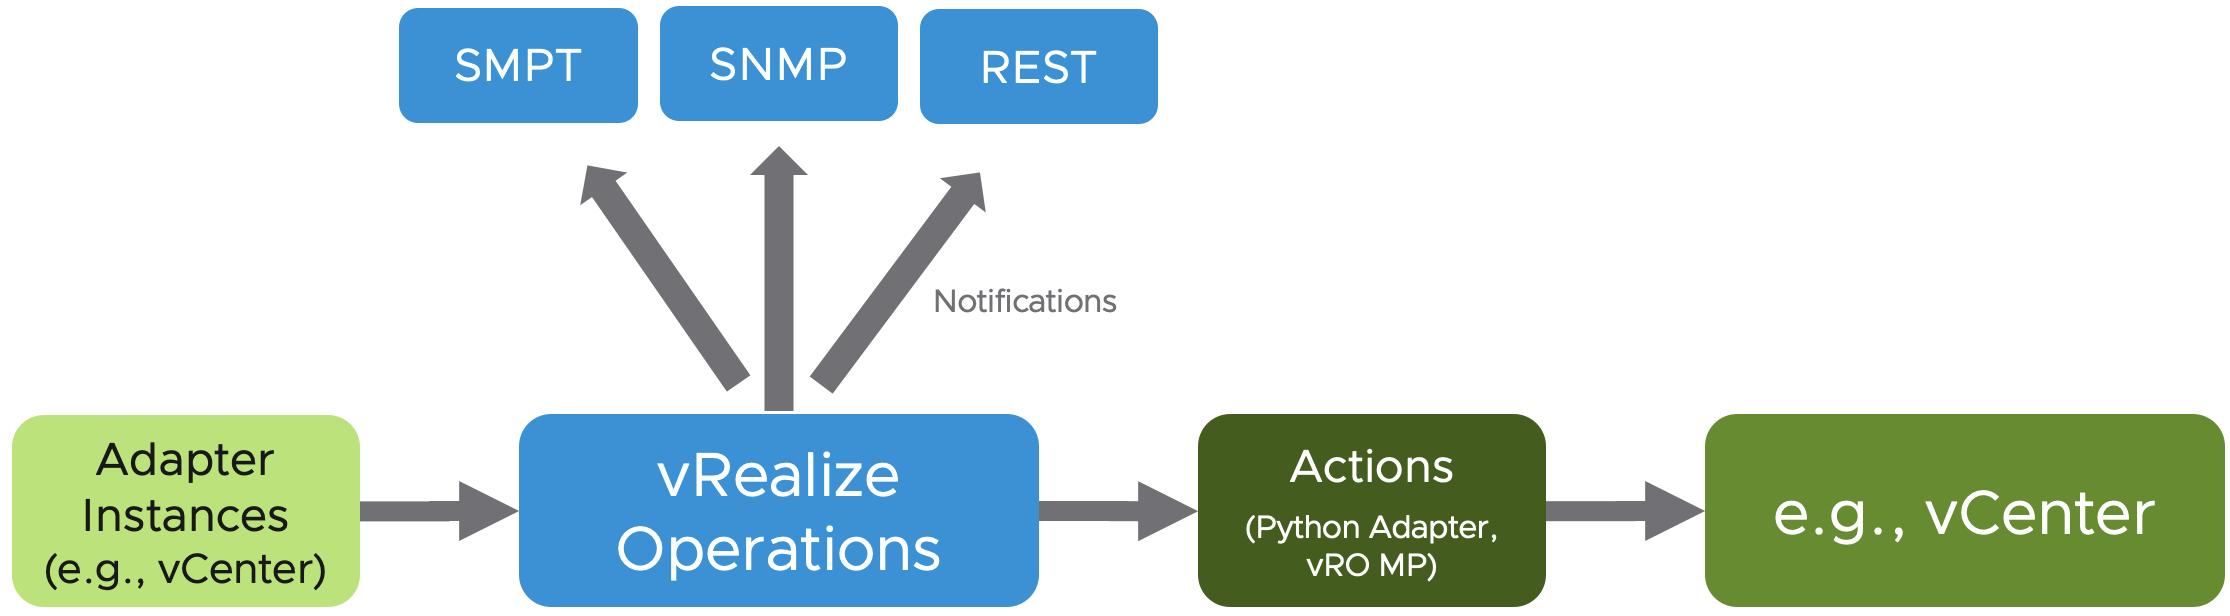 SMPT
SNMP
REST
Notifications
Adapter
Instances
(e.g., vCenter)
vRealize
Operations
Actions
(Python Adapter,
vRO MP)
e.g., vCenter